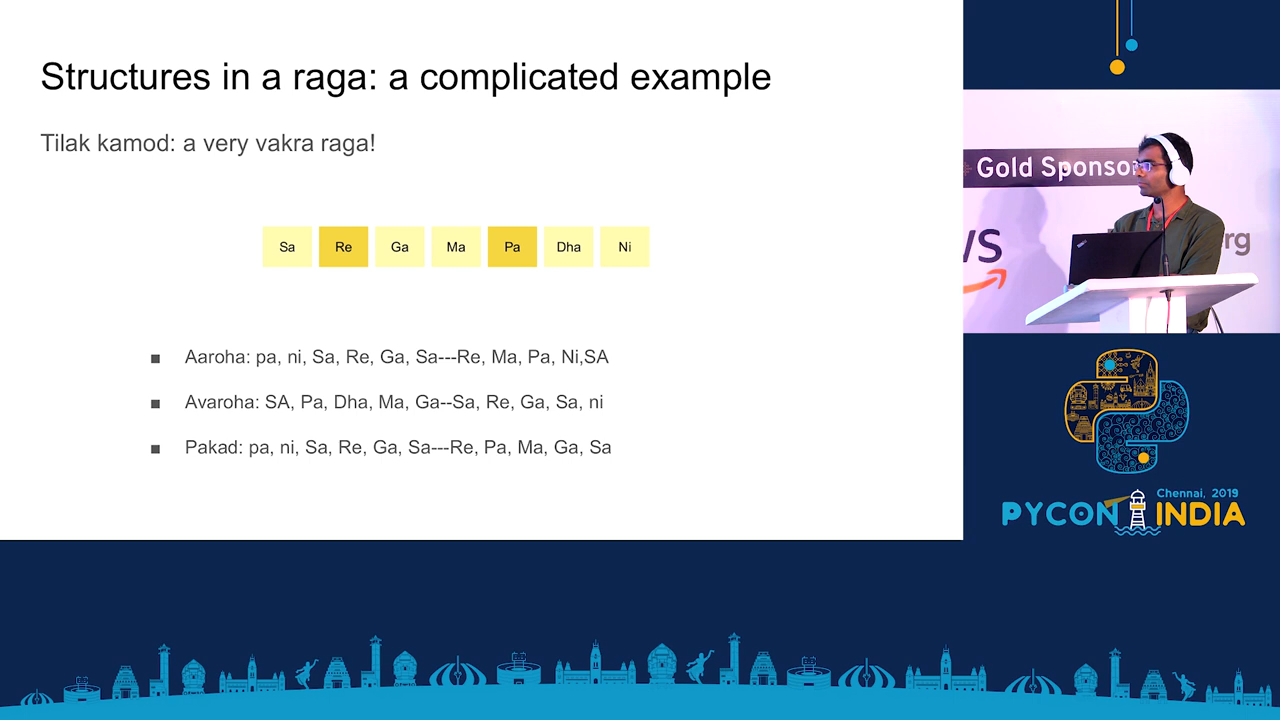 Structures in a raga: a complicated example
Tilak kamod: a very vakra raga!
Sa Re Ga Ma Pa Dha Ni
■ Aaroha: pa, ni, Sa, Re, Ga, Sa---Re, Ma, Pa, Ni,SA
■ Avaroha: SA, Pa, Dha, Ma, Ga--Sa, Re, Ga, Sa, ni
■ Pakad: pa, ni, Sa, Re, Ga, Sa---Re, Pa, Ma, Ga, Sa
Gold Sponso
Chennai, 2019
PYCON INDIA